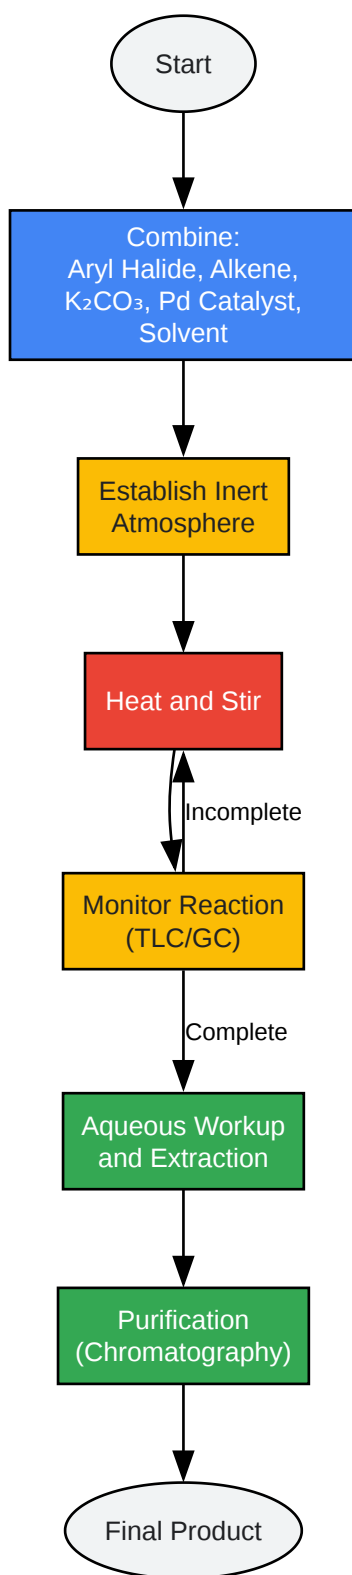 Start
Combine:
Aryl Halide, Alkene,
K₂CO₃, Pd Catalyst,
Solvent
Establish Inert
Atmosphere
Heat and Stir
Incomplete
Monitor Reaction
(TLC/GC)
Complete
Aqueous Workup
and Extraction
Purification
(Chromatography)
Final Product